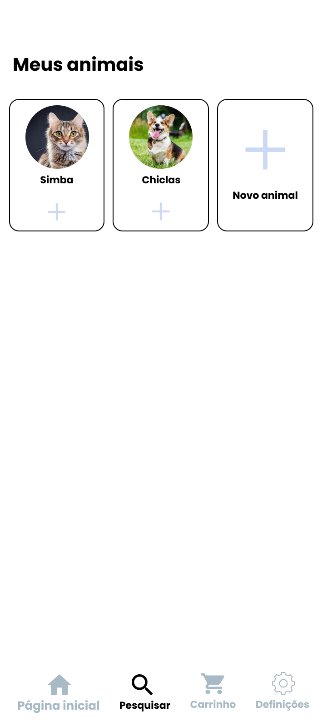 Meus animais
Simba
Chiclas
Novo animal
Página inicial
Pesquisar
Carrinho
Definições